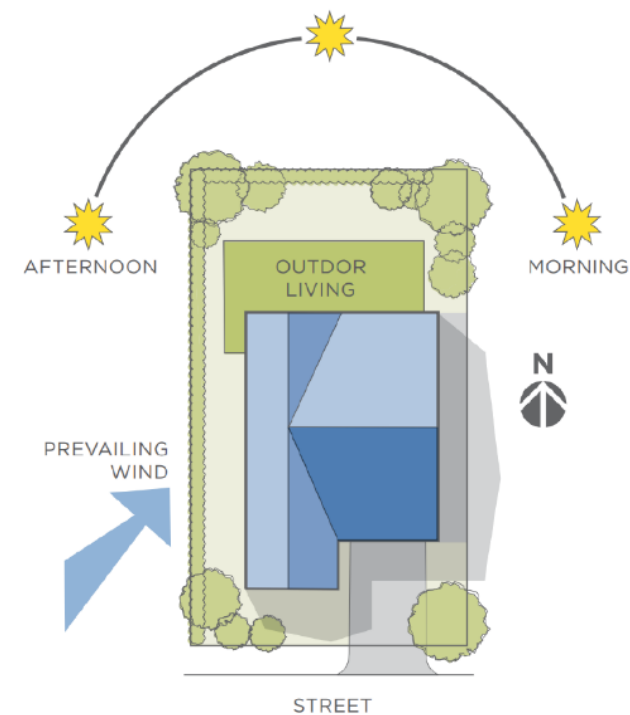 AFTERNOON
MORNING
OUTDOR
LIVING
N
PREVAILING
WIND
STREET